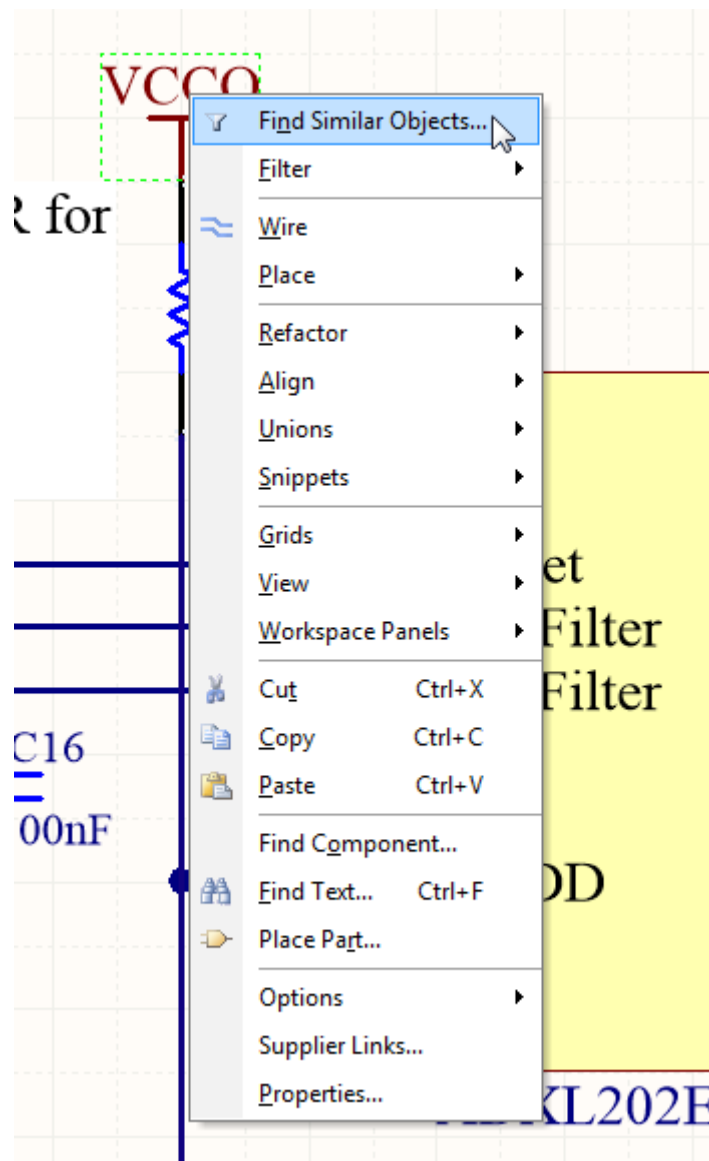 VCCO
Find Similar Objects...
Filter
R for
Wire
Place
Refactor
Align
Unions
Snippets
Grids
et
View
Filter
Workspace Panels
Filter
Cut Ctrl+X
C16
Copy Ctrl+C
Paste Ctrl+V
00nF
Find Component...
Find Text... Ctrl+F
DD
Place Part...
Options
Supplier Links...
Properties...
XL202E